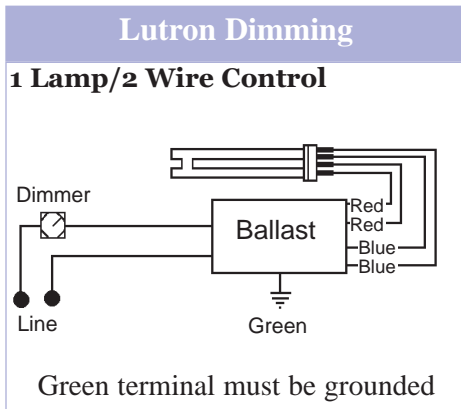 Lutron Dimming
1 Lamp/2 Wire Control
Dimmer
Ballast
Red
Red
Blue
Blue
Line
Green
Green terminal must be grounded